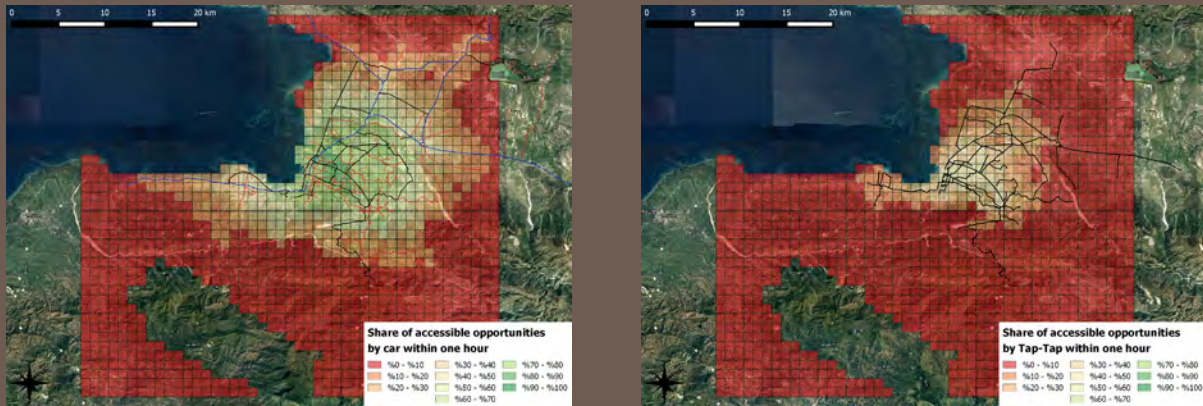 0 5 10 15 20 km
Share of accessible opportunities
by car within one hour
%0 - %10 %30 - %40 %70 - %80
%10 - %20 %40 - %50 %80 - %90
%20 - %30 %50 - %60 %90 - %100
%60 - %70
0 5 10 15 20 km
Share of accessible opportunities
by Tap-Tap within one hour
%0 - %10 %30 - %40 %70 - %80
%10 - %20 %40 - %50 %80 - %90
%20 - %30 %50 - %60 %90 - %100
%60 - %70